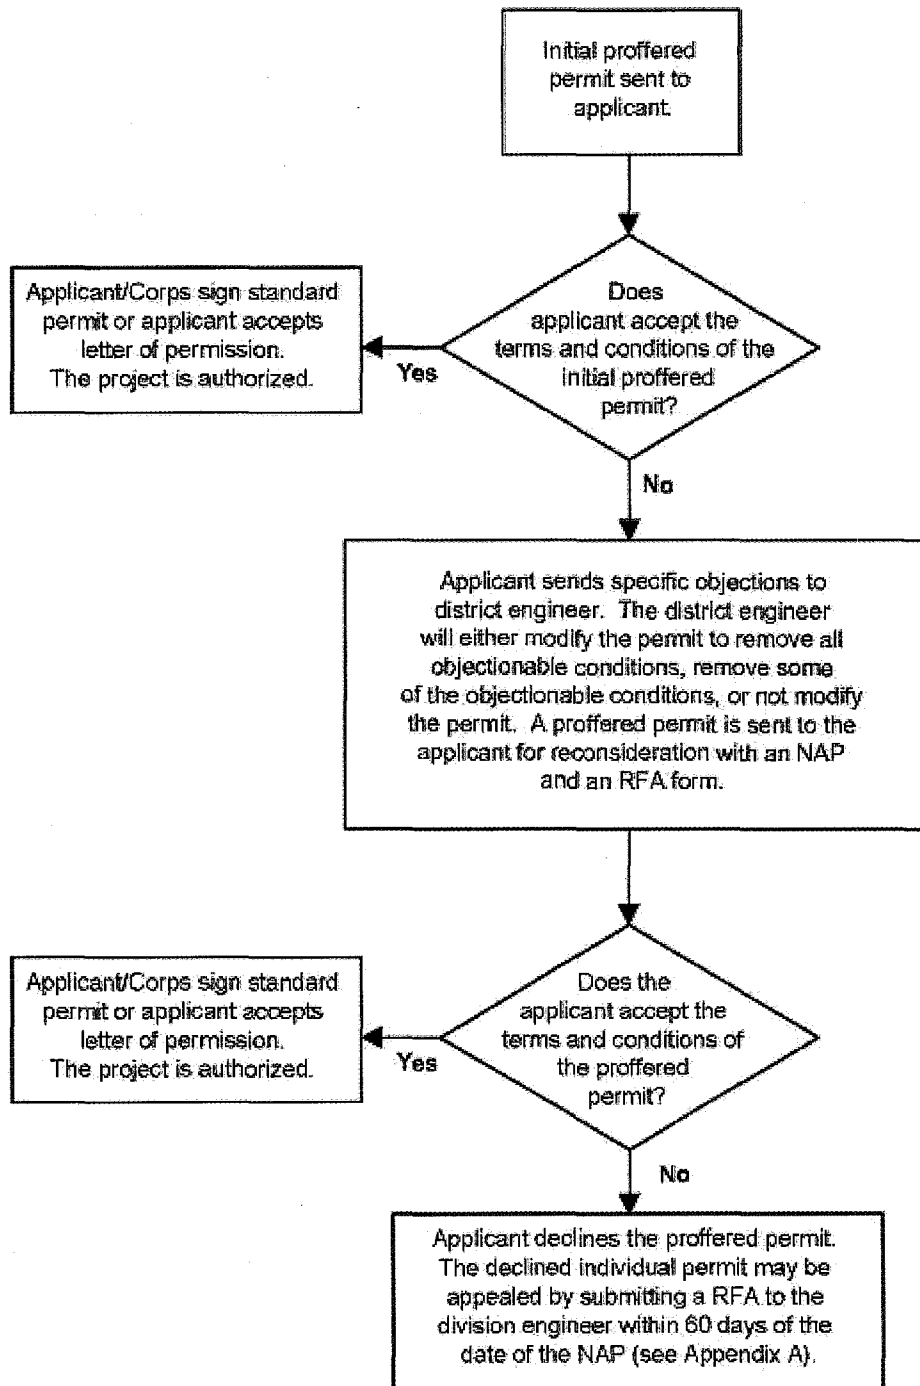 Initial proffered
permit sent to
applicant.
Does
applicant accept the
terms and conditions of the
initial proffered
permit?
Yes
Applicant/Corps sign standard
permit or applicant accepts
letter of permission.
The project is authorized.
No
Applicant sends specific objections to
district engineer. The district engineer
will either modify the permit to remove all
objectionable conditions, remove some
of the objectionable conditions, or not modify
the permit. A proffered permit is sent to the
applicant for reconsideration with an NAP
and an RFA form.
Does the
applicant accept the
terms and conditions of
the proffered
permit?
Yes
Applicant/Corps sign standard
permit or applicant accepts
letter of permission.
The project is authorized.
No
Applicant declines the proffered permit.
The declined individual permit may be
appealed by submitting a RFA to the
division engineer within 60 days of the
date of the NAP (see Appendix A).